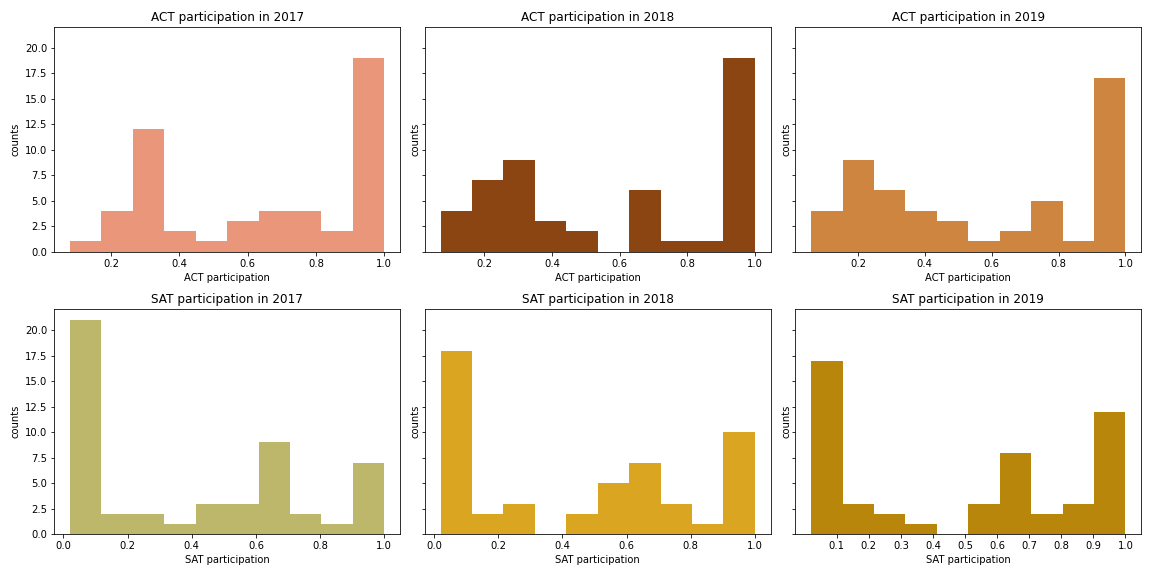 ACT participation in 2017
ACT participation in 2018
ACT participation in 2019
20.0
17.5
15.0
12.5
10.0
7.5
5.0
2.5
0.0
counts
counts
counts
0.2 0.4 0.6 0.8 1.0
0.2 0.4 0.6 0.8 1.0
0.2 0.4 0.6 0.8 1.0
ACT participation
ACT participation
ACT participation
SAT participation in 2017
SAT participation in 2018
SAT participation in 2019
20.0
17.5
15.0
12.5
10.0
7.5
5.0
2.5
0.0
counts
counts
counts
0.0 0.2 0.4 0.6 0.8 1.0
0.0 0.2 0.4 0.6 0.8 1.0
0.1 0.2 0.3 0.4 0.5 0.6 0.7 0.8 0.9 1.0
SAT participation
SAT participation
SAT participation